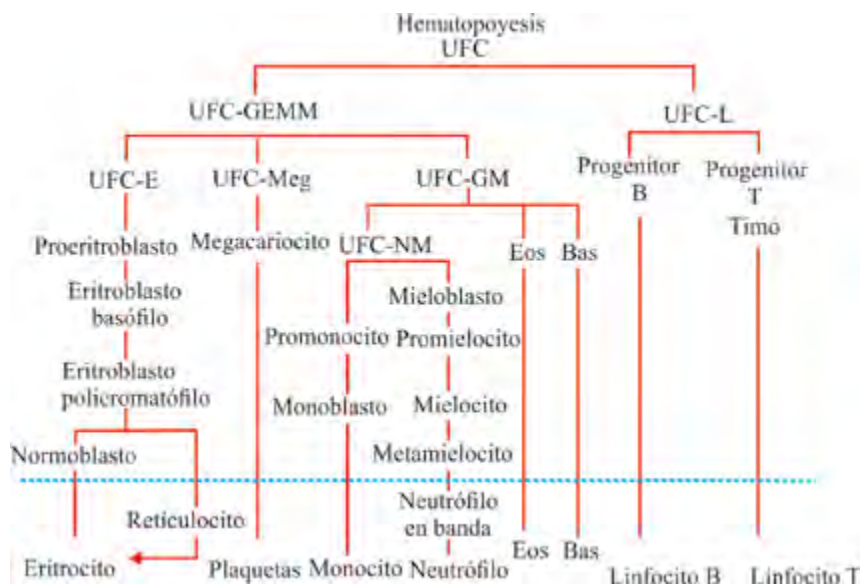 Hematopoyesis
UFC
UFC-GEMM
UFC-L
UFC-E
UFC-Meg
UFC-GM
Progenitor
B
Progenitor
T
Timo
Proeritroblasto
Megacariocito
UFC-NM
Eos
Bas
Eritroblasto
basófilo
Mieloblasto
Promonocito
Promielocito
Eritroblasto
policromatófilo
Monoblasto
Mielocito
Normoblasto
Metamielocito
Reticulocito
Neutrófilo
en banda
Eritrocito
Plaquetas
Monocito
Neutrófilo
Eos
Bas
Linfocito B
Linfocito T